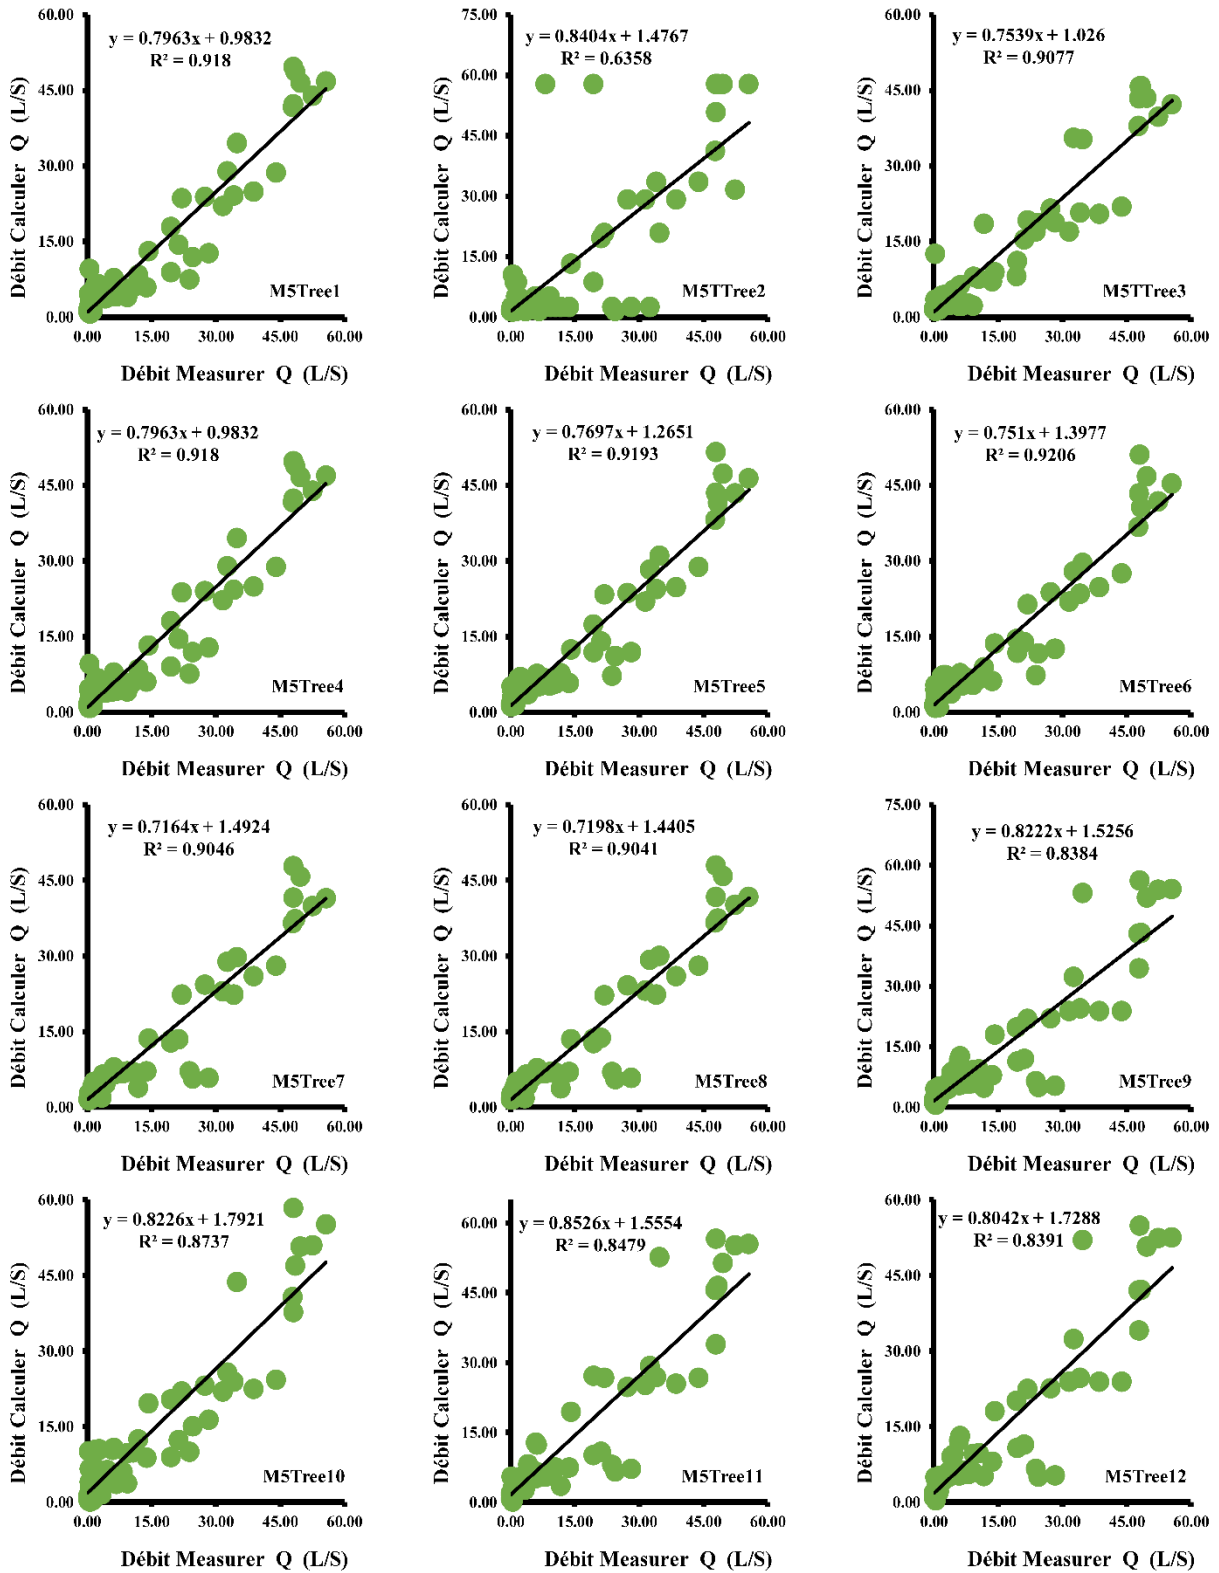 60.00
45.00
30.00
15.00
0.00
0.00 15.00 30.00 45.00 60.00
Débit Calculer Q (L/S)
y = 0.7963x + 0.9832
R² = 0.918
M5Tree1
Débit Measurer Q (L/S)
75.00
60.00
45.00
30.00
15.00
0.00
0.00 15.00 30.00 45.00 60.00
Débit Calculer Q (L/S)
y = 0.8404x + 1.4767
R² = 0.6358
M5TTree2
Débit Measurer Q (L/S)
60.00
45.00
30.00
15.00
0.00
0.00 15.00 30.00 45.00 60.00
Débit Calculer Q (L/S)
y = 0.7539x + 1.026
R² = 0.9077
M5TTree3
Débit Measurer Q (L/S)
60.00
45.00
30.00
15.00
0.00
0.00 15.00 30.00 45.00 60.00
Débit Calculer Q (L/S)
y = 0.7963x + 0.9832
R² = 0.918
M5Tree4
Débit Measurer Q (L/S)
60.00
45.00
30.00
15.00
0.00
0.00 15.00 30.00 45.00 60.00
Débit Calculer Q (L/S)
y = 0.7697x + 1.2651
R² = 0.9193
M5Tree5
Débit Measurer Q (L/S)
60.00
45.00
30.00
15.00
0.00
0.00 15.00 30.00 45.00 60.00
Débit Calculer Q (L/S)
y = 0.751x + 1.3977
R² = 0.9206
M5Tree6
Débit Measurer Q (L/S)
60.00
45.00
30.00
15.00
0.00
0.00 15.00 30.00 45.00 60.00
Débit Calculer Q (L/S)
y = 0.7164x + 1.4924
R² = 0.9046
M5Tree7
Débit Measurer Q (L/S)
60.00
45.00
30.00
15.00
0.00
0.00 15.00 30.00 45.00 60.00
Débit Calculer Q (L/S)
y = 0.7198x + 1.4405
R² = 0.9041
M5Tree8
Débit Measurer Q (L/S)
75.00
60.00
45.00
30.00
15.00
0.00
0.00 15.00 30.00 45.00 60.00
Débit Calculer Q (L/S)
y = 0.8222x + 1.5256
R² = 0.8384
M5Tree9
Débit Measurer Q (L/S)
60.00
45.00
30.00
15.00
0.00
0.00 15.00 30.00 45.00 60.00
Débit Calculer Q (L/S)
y = 0.8226x + 1.7921
R² = 0.8737
M5Tree10
Débit Measurer Q (L/S)
60.00
45.00
30.00
15.00
0.00
0.00 15.00 30.00 45.00 60.00
Débit Calculer Q (L/S)
y = 0.8526x + 1.5554
R² = 0.8479
M5Tree11
Débit Measurer Q (L/S)
60.00
45.00
30.00
15.00
0.00
0.00 15.00 30.00 45.00 60.00
Débit Calculer Q (L/S)
y = 0.8042x + 1.7288
R² = 0.8391
M5Tree12
Débit Measurer Q (L/S)